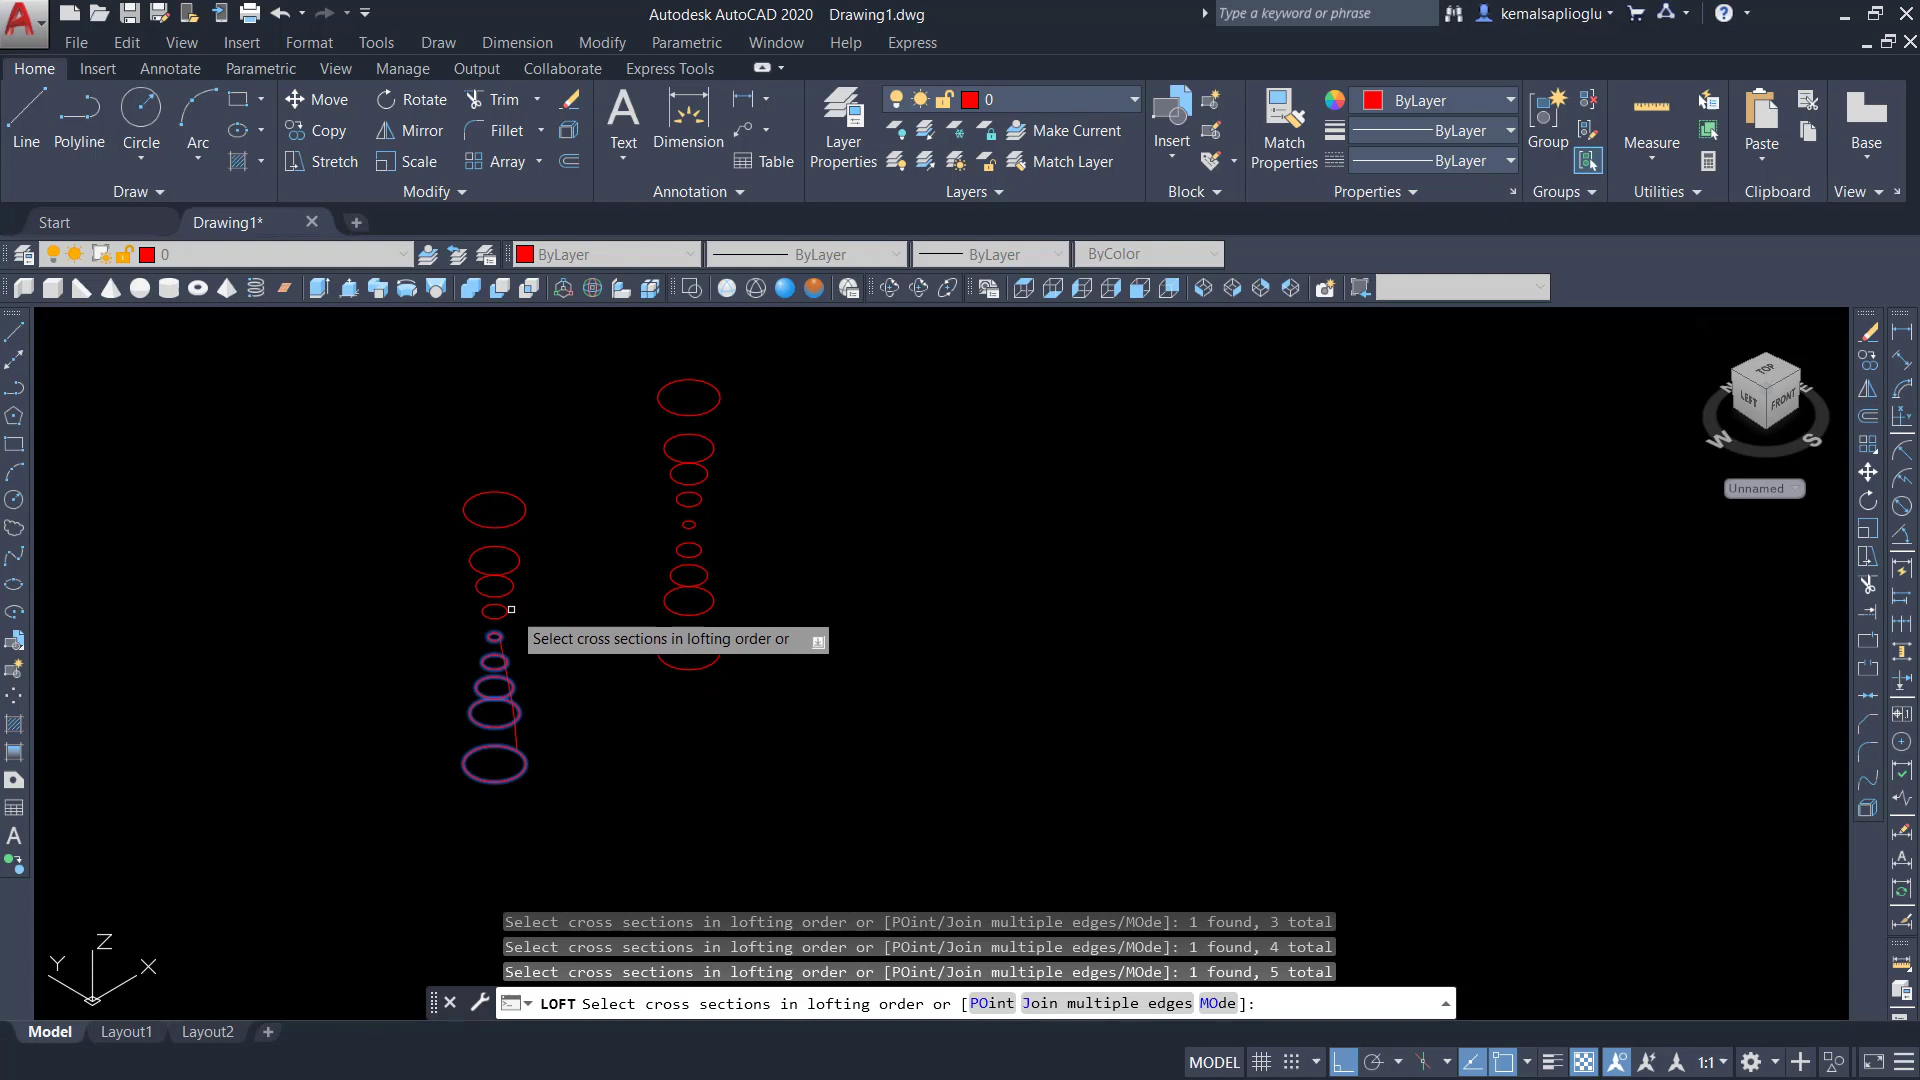 Autodesk AutoCAD 2020 Drawing1.dwg
Type a keyword or phrase
kemalsaplioglu
File Edit View Insert Format Tools Draw Dimension Modify Parametric Window Help Express
Home Insert Annotate Parametric View Manage Output Collaborate Express Tools
Line Polyline Circle Arc
Move Rotate Trim
Copy Mirror Fillet
Stretch Scale Array
Text Dimension Table
Layer Properties
0
Make Current
Match Layer
Insert
Match Properties
ByLayer
ByLayer
ByLayer
Group
Measure
Paste
Base
Draw Modify Annotation Layers Block Properties Groups Utilities Clipboard View
Start Drawing1*
0 ByLayer ByLayer ByLayer ByColor
TOP
LEFT FRONT
W S
Unnamed
Select cross sections in lofting order or
Z
Y X
Select cross sections in lofting order or [POint/Join multiple edges/MOde]: 1 found, 3 total
Select cross sections in lofting order or [POint/Join multiple edges/MOde]: 1 found, 4 total
Select cross sections in lofting order or [POint/Join multiple edges/MOde]: 1 found, 5 total
LOFT Select cross sections in lofting order or [POint Join multiple edges MOde]:
Model Layout1 Layout2
MODEL 1:1